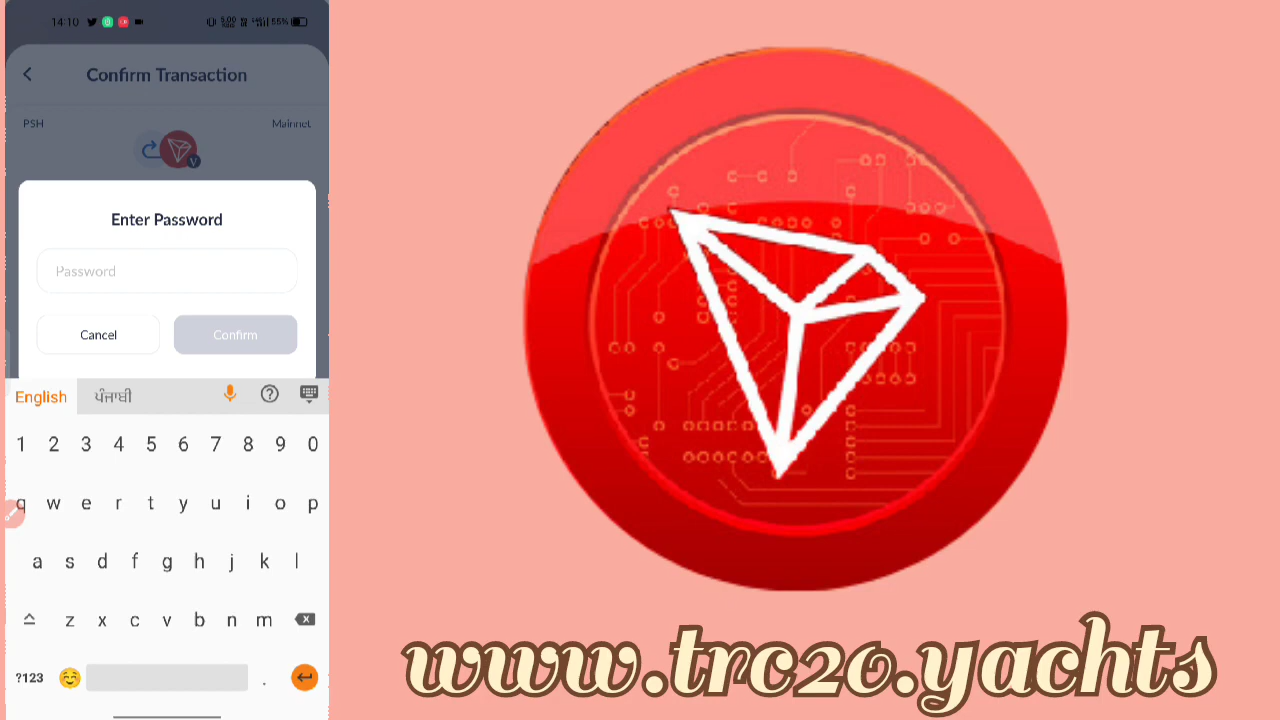 14:10
55%
Confirm Transaction
PSH
Mainnet
V
Enter Password
Password
Cancel
Confirm
English
ਪੰਜਾਬੀ
1 2 3 4 5 6 7 8 9 0
q w e r t y u i o p
a s d f g h j k l
z x c v b n m
?123
.
www.trc20.yachts